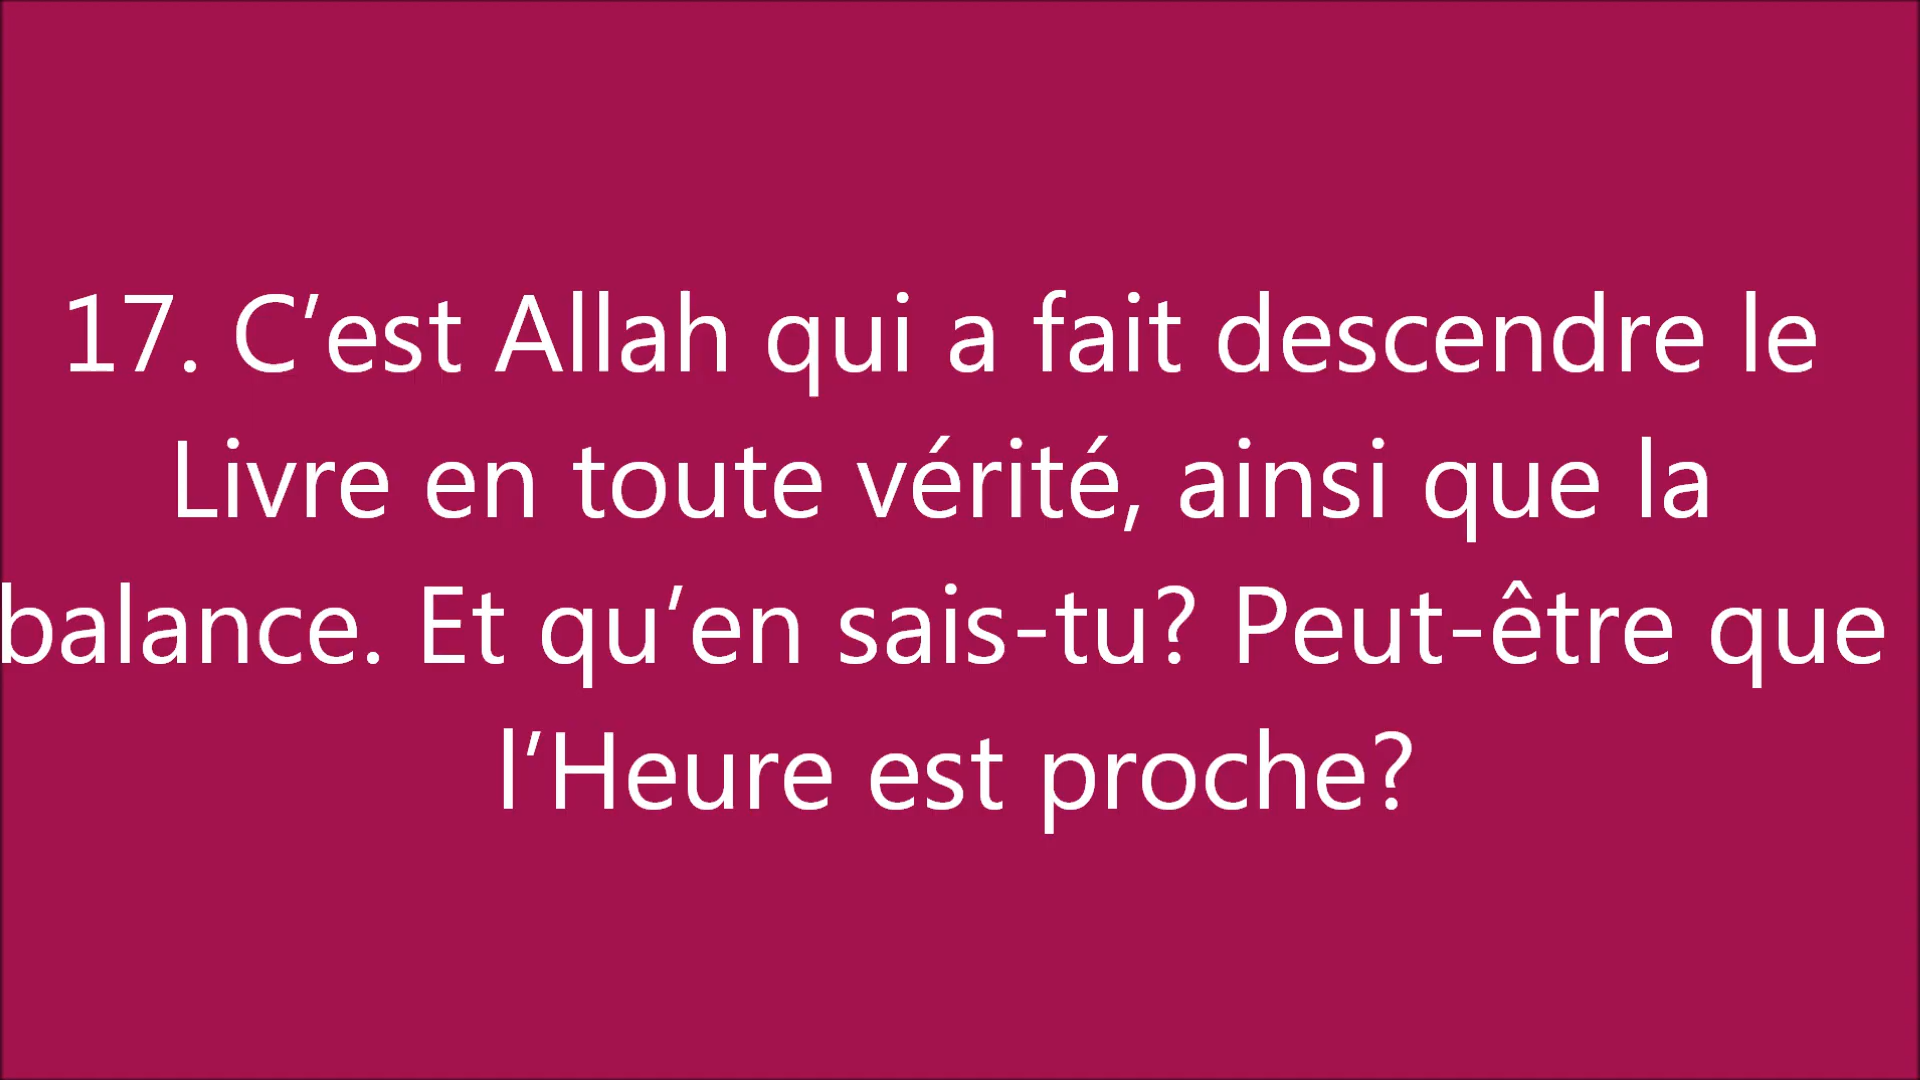 17. C’est Allah qui a fait descendre le
Livre en toute vérité, ainsi que la
balance. Et qu’en sais-tu? Peut-être que
l’Heure est proche?